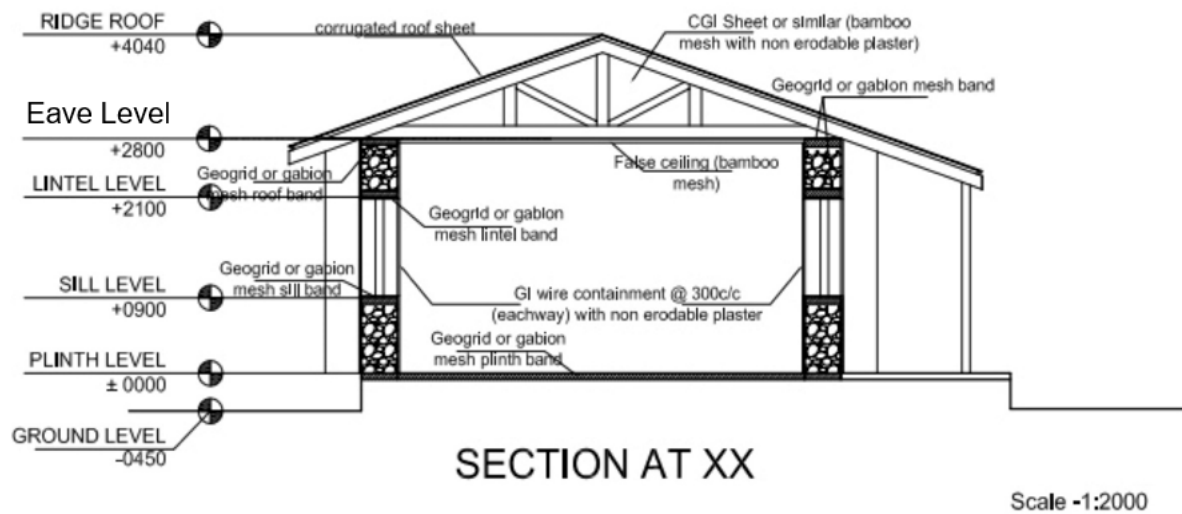 RIDGE ROOF
+4040
Eave Level
+2800
LINTEL LEVEL
+2100
SILL LEVEL
+0900
PLINTH LEVEL
± 0000
GROUND LEVEL
-0450
corrugated roof sheet
CGI Sheet or similar (bamboo
mesh with non erodable plaster)
Geogrid or gabion mesh band
Geogrid or gabion
mesh roof band
False ceiling (bamboo
mesh)
Geogrid or gabion
mesh lintel band
Geogrid or gabion
mesh sill band
GI wire containment @ 300c/c
(eachway) with non erodable plaster
Geogrid or gabion
mesh plinth band
SECTION AT XX
Scale -1:2000